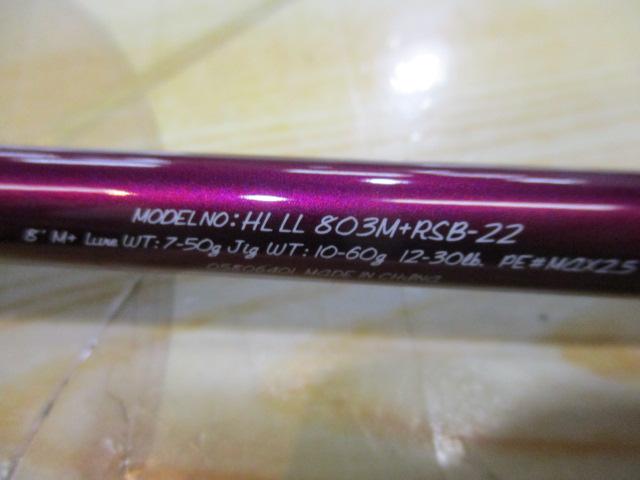 MODEL NO: HL LL 803M+RSB-22
8' M+ Lure WT: 7-50g Jig WT: 10-60g 12-30lb. PE#MAX2.5
05506401 MADE IN CHINA